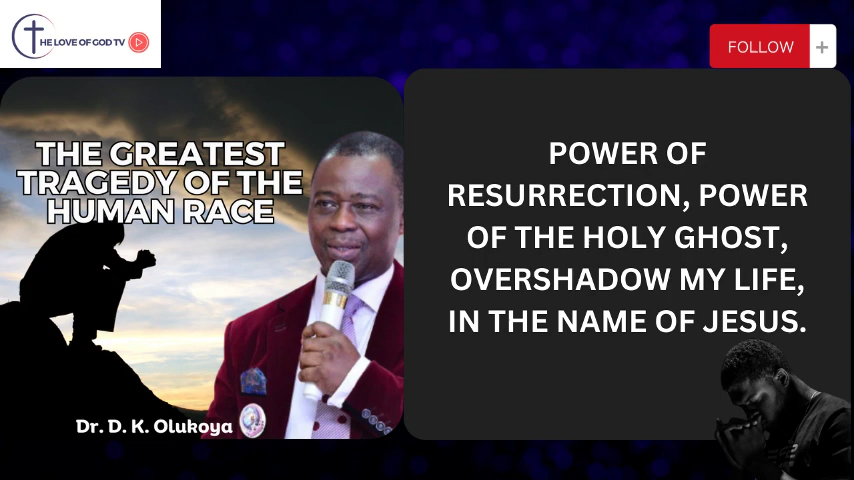 THE LOVE OF GOD TV
FOLLOW +
THE GREATEST
TRAGEDY OF THE
HUMAN RACE
Dr. D. K. Olukoya
POWER OF
RESURRECTION, POWER
OF THE HOLY GHOST,
OVERSHADOW MY LIFE,
IN THE NAME OF JESUS.